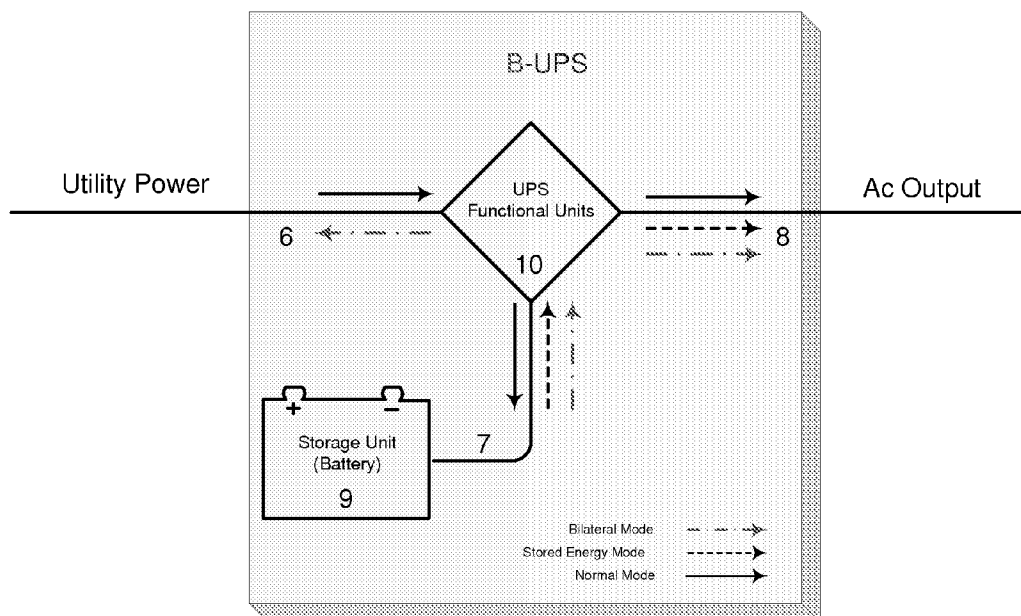 B-UPS
Utility Power
UPS
Functional Units
Ac Output
6
8
10
+
−
Storage Unit
(Battery)
7
9
Bilateral Mode
Stored Energy Mode
Normal Mode